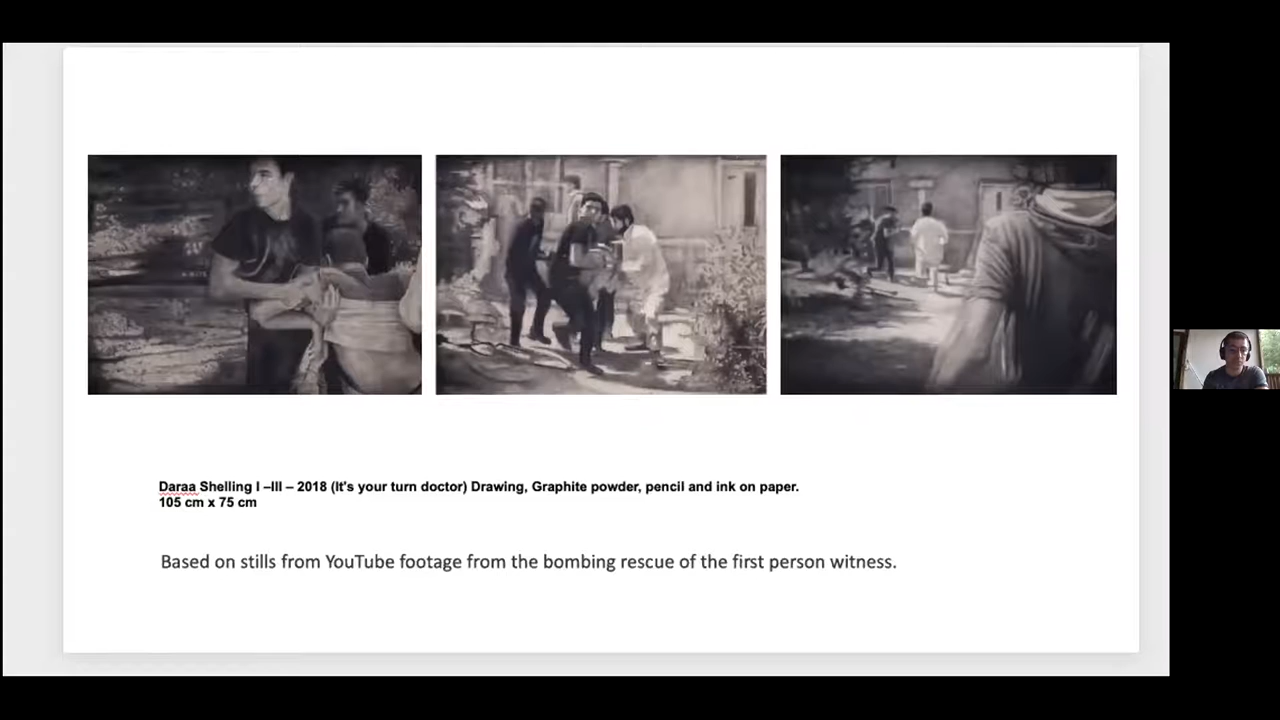 Daraa Shelling I –III – 2018 (It's your turn doctor) Drawing, Graphite powder, pencil and ink on paper.
105 cm x 75 cm
Based on stills from YouTube footage from the bombing rescue of the first person witness.